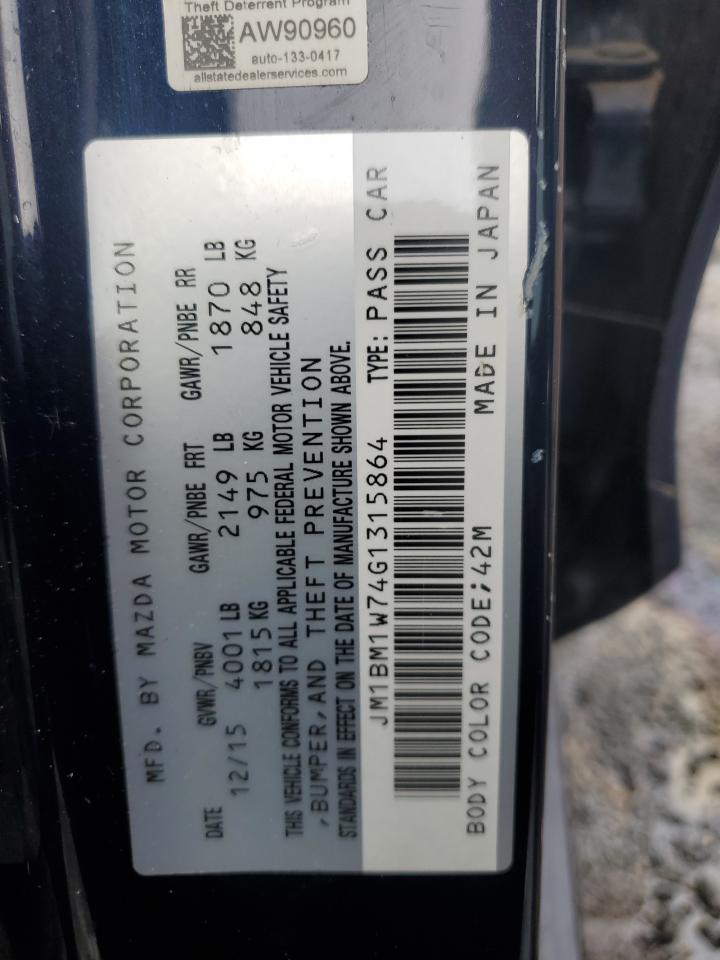 Theft Deterrent Program
AW90960
auto-133-0417
allstatedealerservices.com
MFD. BY MAZDA MOTOR CORPORATION
DATE GVWR/PNBV GAWR/PNBE FRT GAWR/PNBE RR
12/15 4001 LB 2149 LB 1870 LB
1815 KG 975 KG 848 KG
THIS VEHICLE CONFORMS TO ALL APPLICABLE FEDERAL MOTOR VEHICLE SAFETY
,BUMPER,AND THEFT PREVENTION
STANDARDS IN EFFECT ON THE DATE OF MANUFACTURE SHOWN ABOVE.
JM1BM1W74G1315864 TYPE: PASS CAR
BODY COLOR CODE;42M MADE IN JAPAN